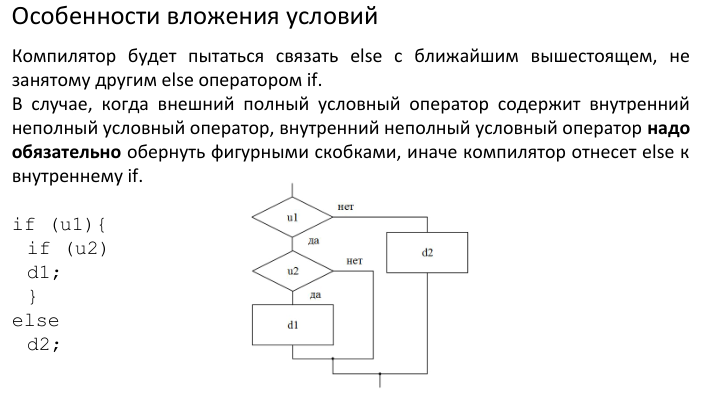 Особенности вложения условий
Компилятор будет пытаться связать else с ближайшим вышестоящем, не
занятому другим else оператором if.
В случае, когда внешний полный условный оператор содержит внутренний
неполный условный оператор, внутренний неполный условный оператор надо
обязательно обернуть фигурными скобками, иначе компилятор отнесет else к
внутреннему if.
if (u1){
if (u2)
d1;
}
else
d2;
u1
нет
да
d2
u2
нет
да
d1